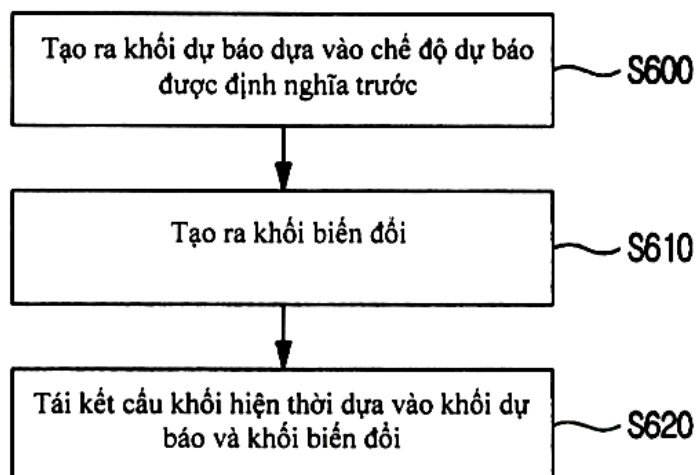 Tạo ra khối dự báo dựa vào chế độ dự báo
được định nghĩa trước
S600
Tạo ra khối biến đổi
S610
Tái kết cấu khối hiện thời dựa vào khối dự
báo và khối biến đổi
S620